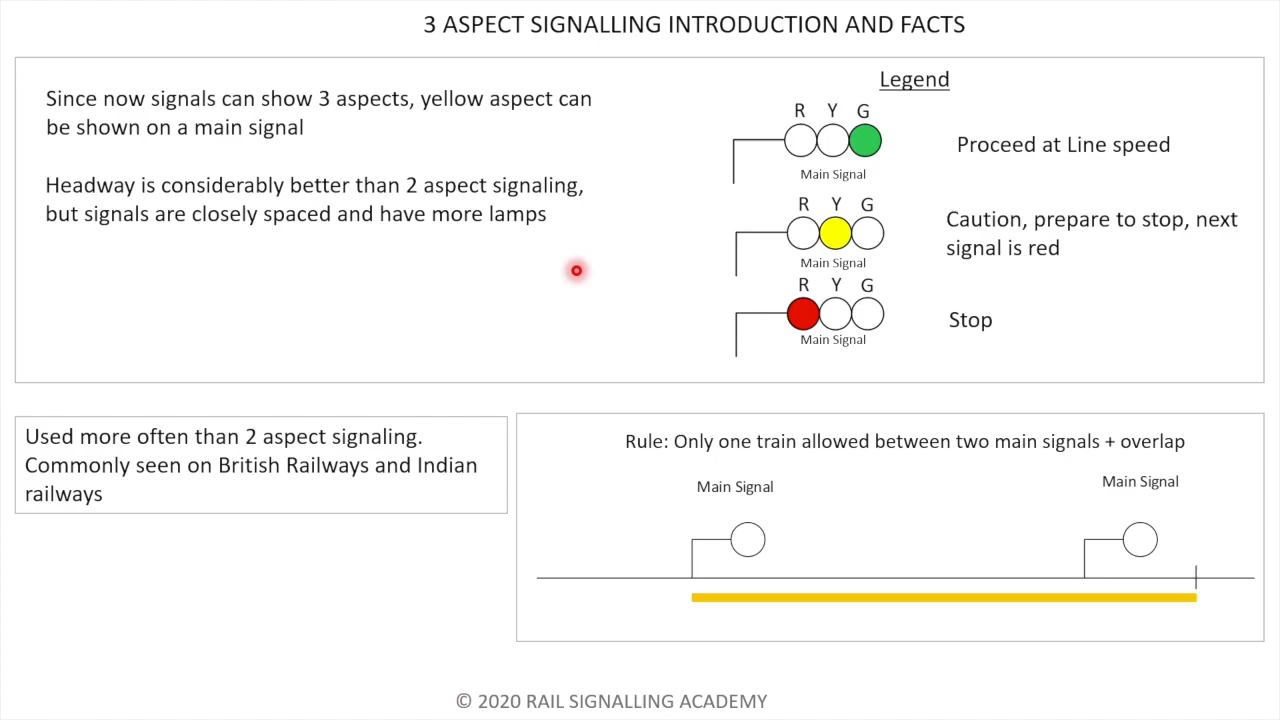 3 ASPECT SIGNALLING INTRODUCTION AND FACTS
Since now signals can show 3 aspects, yellow aspect can
be shown on a main signal
Headway is considerably better than 2 aspect signaling,
but signals are closely spaced and have more lamps
Legend
R Y G
Main Signal
Proceed at Line speed
R Y G
Main Signal
Caution, prepare to stop, next
signal is red
R Y G
Main Signal
Stop
Used more often than 2 aspect signaling.
Commonly seen on British Railways and Indian
railways
Rule: Only one train allowed between two main signals + overlap
Main Signal
Main Signal
© 2020 RAIL SIGNALLING ACADEMY